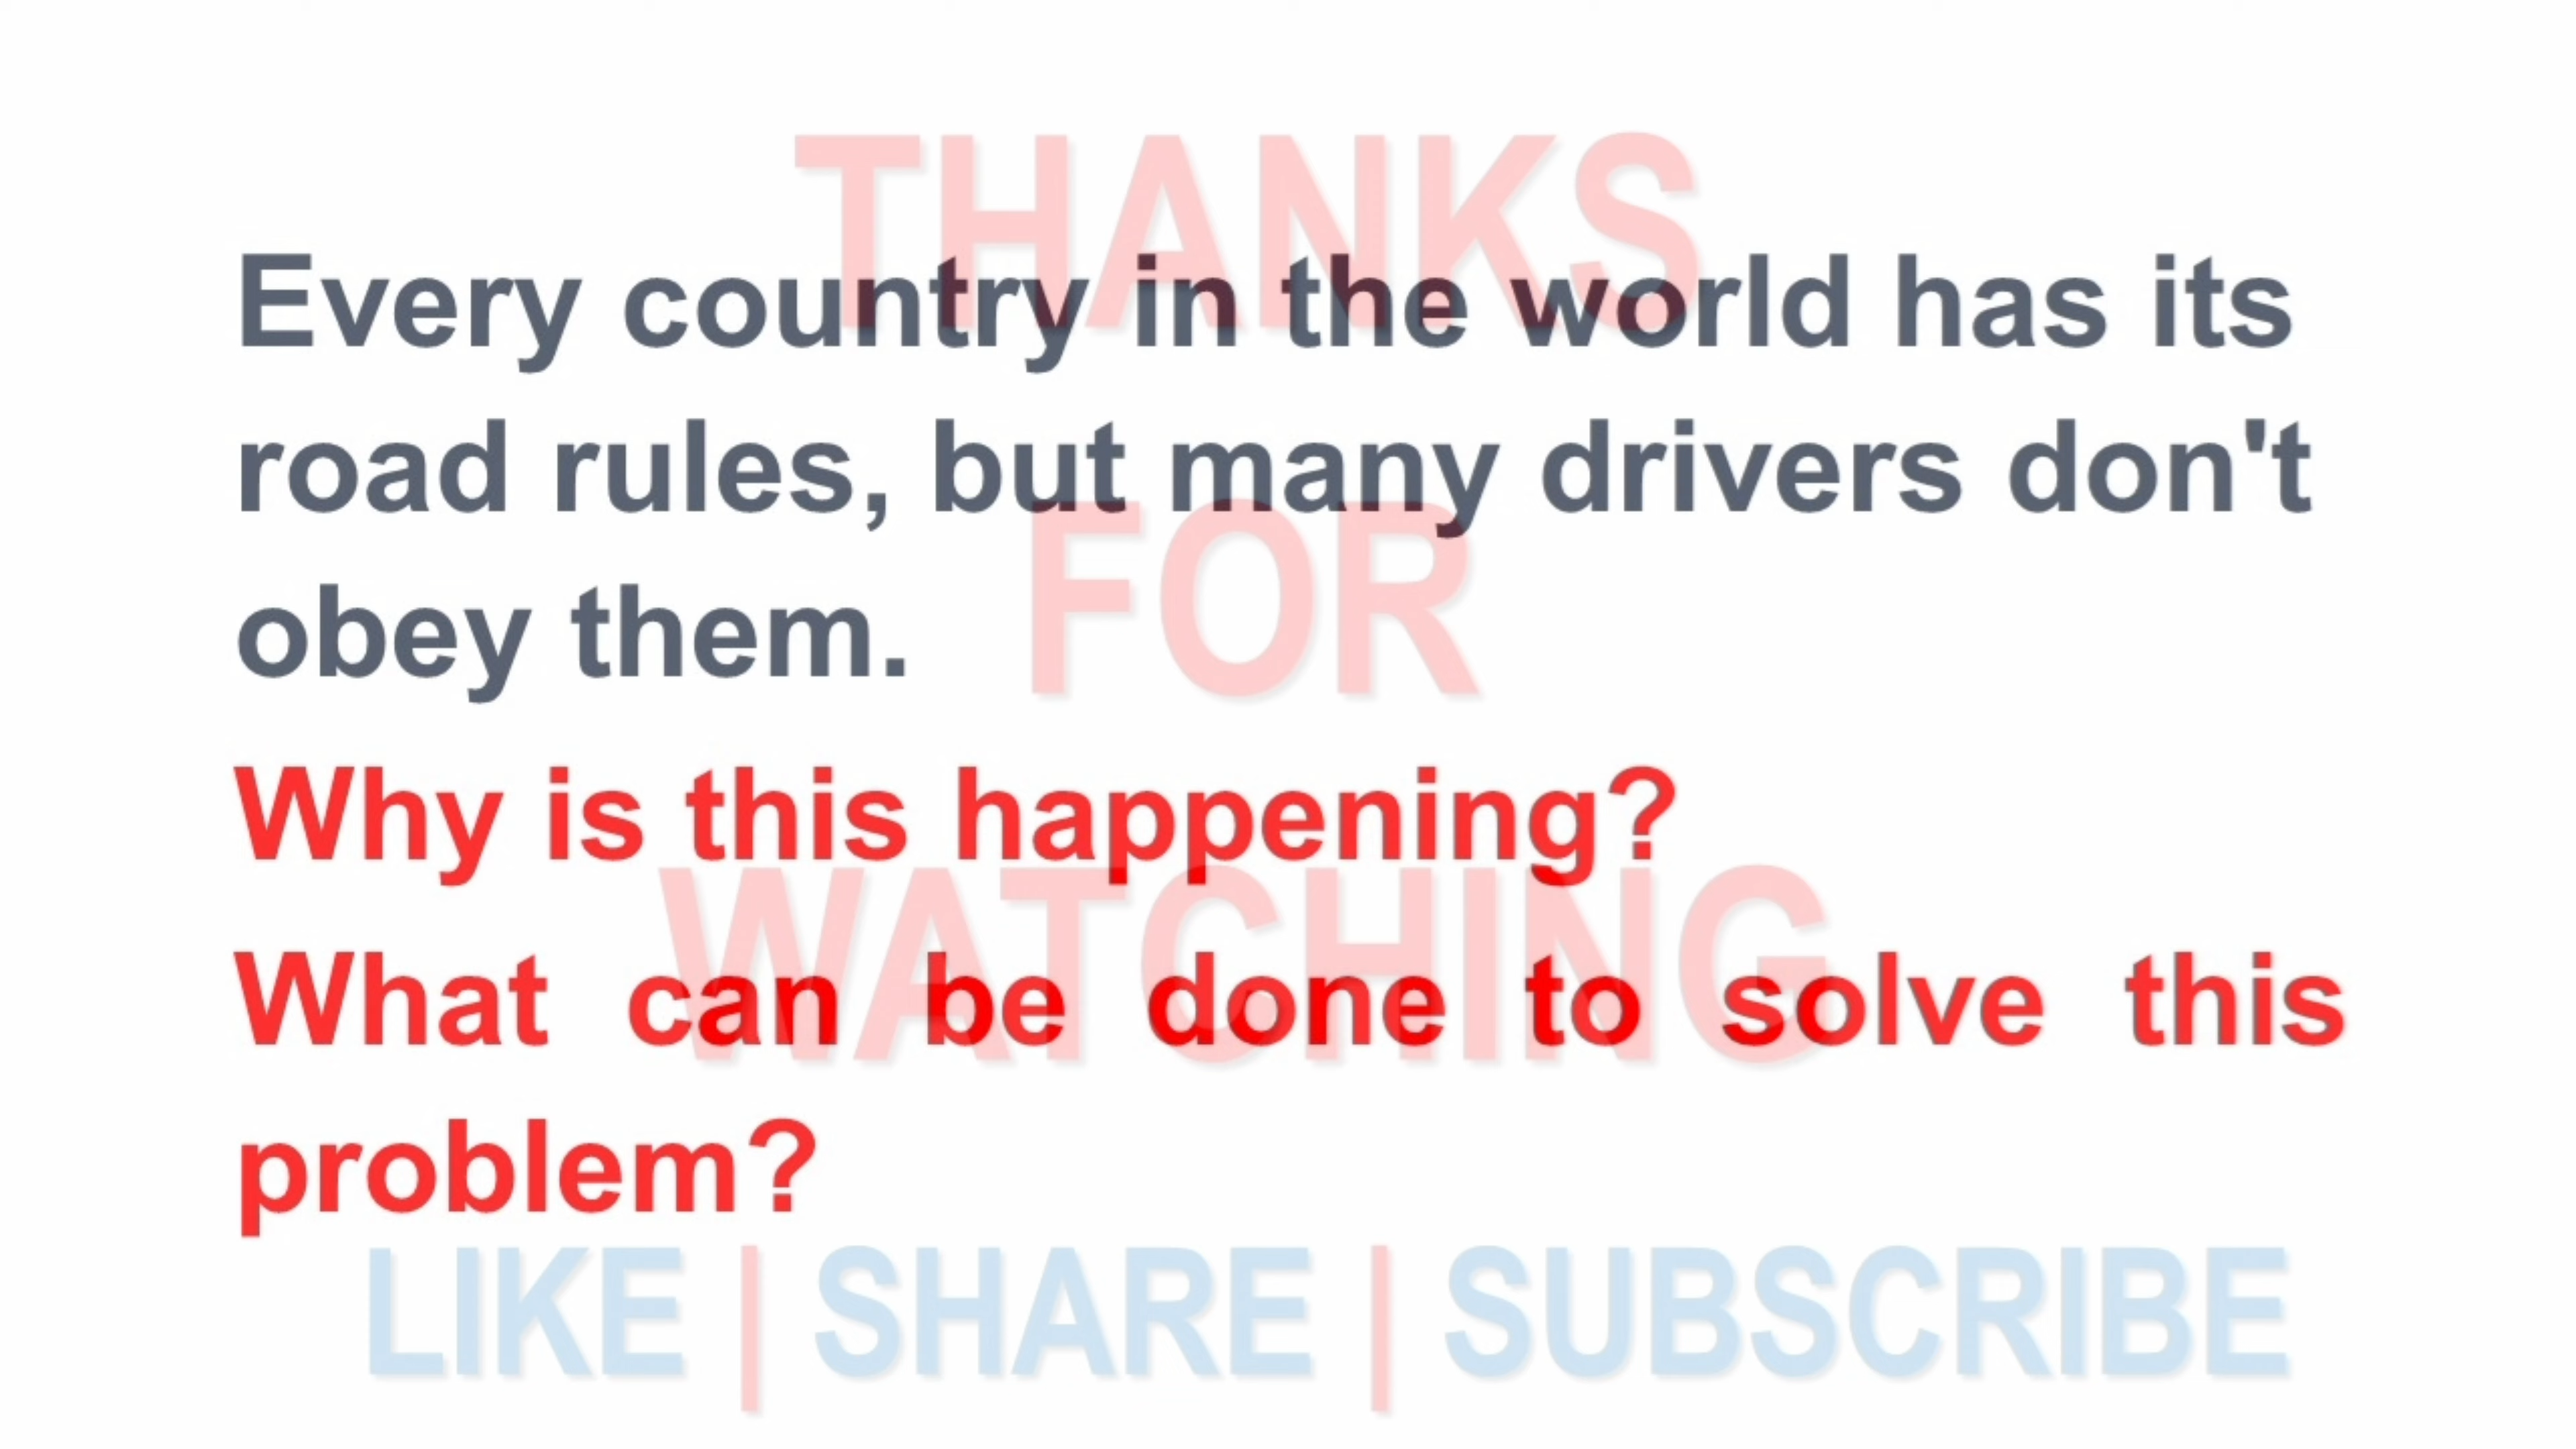 THANKS
Every country in the world has its
road rules, but many drivers don't
obey them.
FOR
Why is this happening?
WATCHING
What can be done to solve this
problem?
LIKE | SHARE | SUBSCRIBE